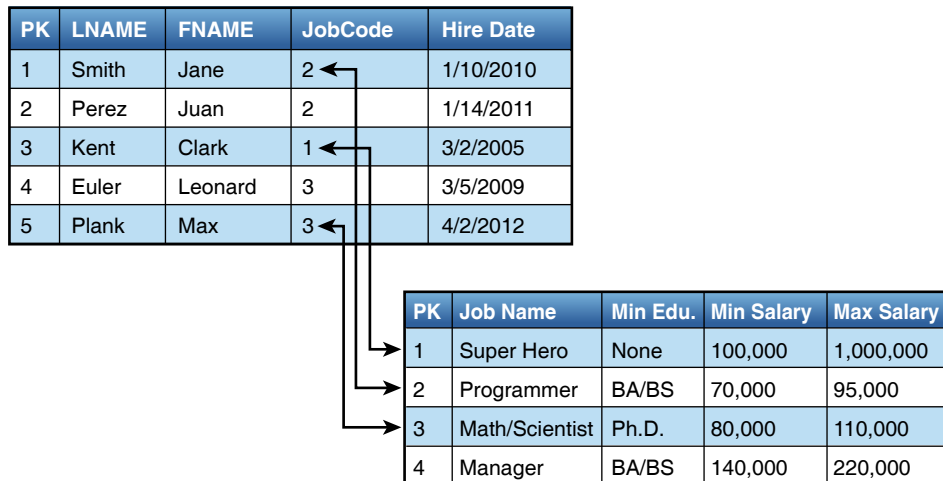 PK LNAME FNAME JobCode Hire Date
1 Smith Jane 2 1/10/2010
2 Perez Juan 2 1/14/2011
3 Kent Clark 1 3/2/2005
4 Euler Leonard 3 3/5/2009
5 Plank Max 3 4/2/2012
PK Job Name Min Edu. Min Salary Max Salary
1 Super Hero None 100,000 1,000,000
2 Programmer BA/BS 70,000 95,000
3 Math/Scientist Ph.D. 80,000 110,000
4 Manager BA/BS 140,000 220,000